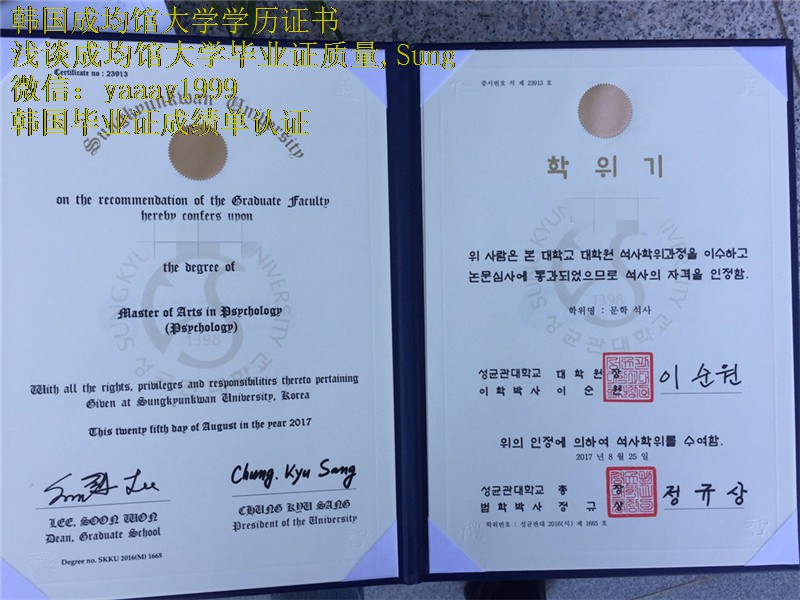 韩国成均馆大学学历证书
浅谈成均馆大学毕业证质量,Sung
微信: yaaay1999
韩国毕业证成绩单认证
Certificate no : 23913
Sungkyunkwan University
on the recommendation of the Graduate Faculty
hereby confers upon
the degree of
Master of Arts in Psychology
(Psychology)
1398
With all the rights, privileges and responsibilities thereto pertaining
Given at Sungkyunkwan University, Korea
This twenty fifth day of August in the year 2017
Chung. Kyu Sang
LEE, SOON WON
Dean, Graduate School
CHUNG KYU SANG
President of the University
Degree no. SKKU 2016(M) 1665
증서번호 석 제 23913 호
학 위 기
위 사람은 본 대학교 대학원 석사학위과정을 이수하고
논문심사에 통과되었으므로 석사의 자격을 인정함.
1398
학위명 : 문학 석사
성균관대학교 대 학 원 장
이 학 박 사 이 순 원
이 순원
위의 인정에 의하여 석사학위를 수여함.
2017 년 8 월 25 일
성균관대학교 총 장
법 학 박 사 정 규 상
정 규 상
학위번호 : 성균관대 2016(석) 제 1665 호